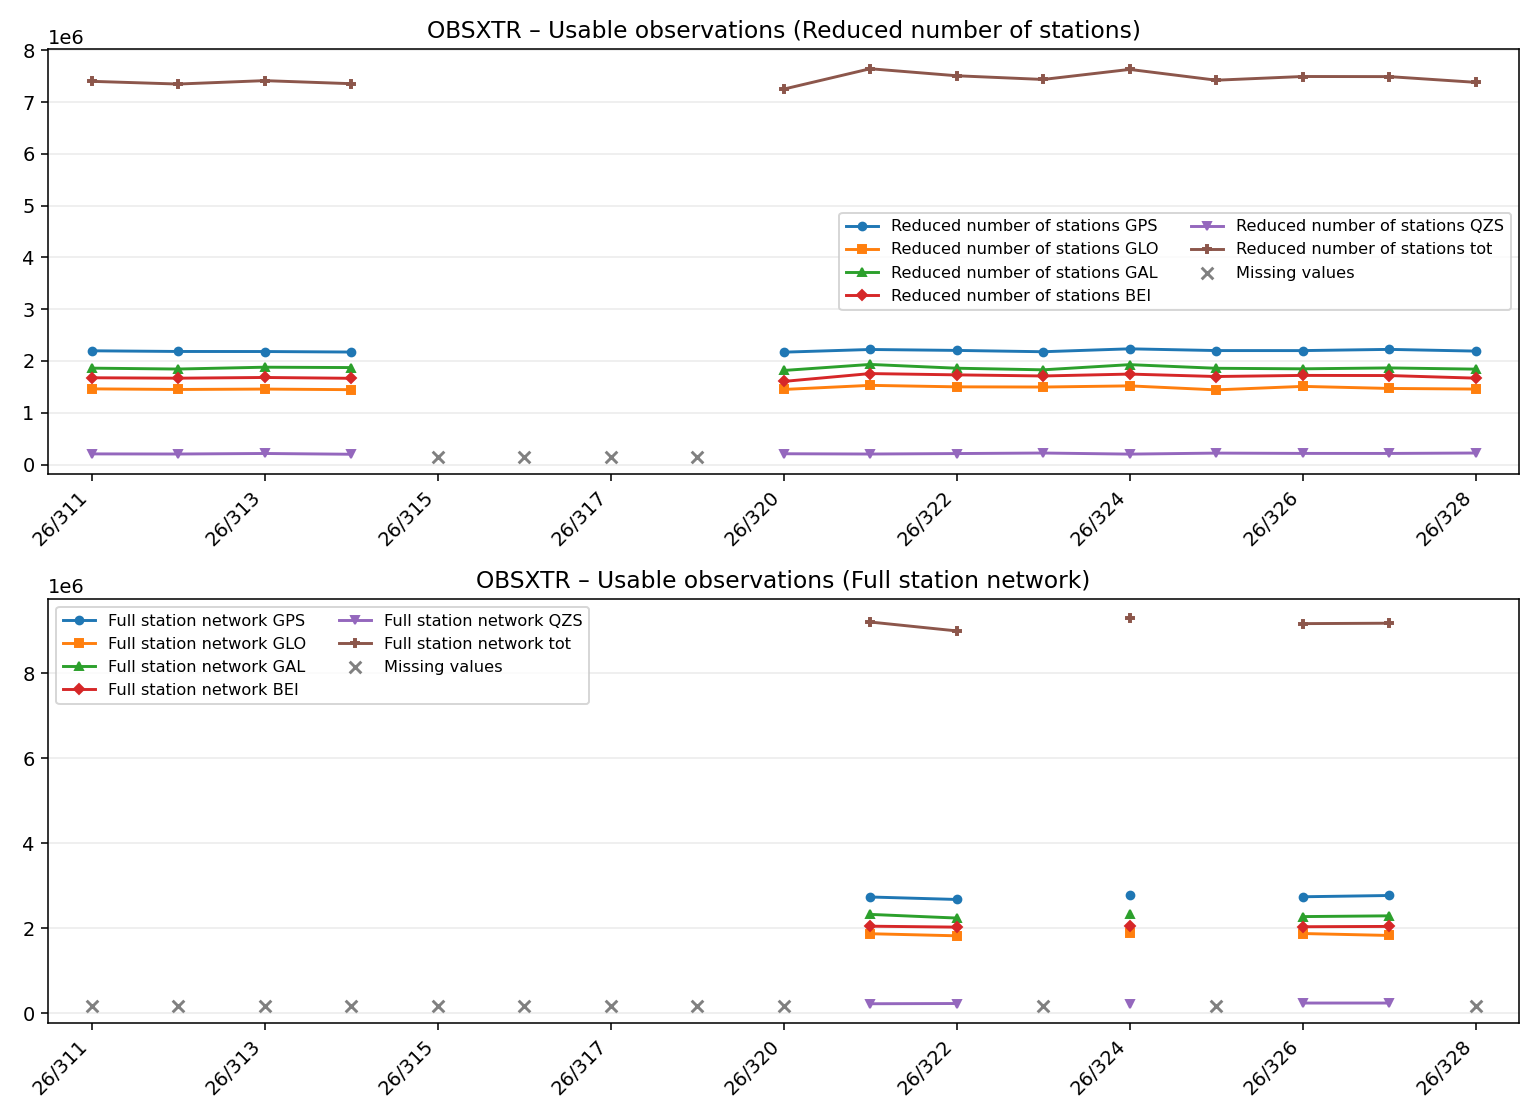 OBSXTR – Usable observations (Reduced number of stations)
1e6
8
7
6
5
4
3
2
1
0
Reduced number of stations GPS
Reduced number of stations GLO
Reduced number of stations GAL
Reduced number of stations BEI
Reduced number of stations QZS
Reduced number of stations tot
Missing values
26/311
26/313
26/315
26/317
26/320
26/322
26/324
26/326
26/328
OBSXTR – Usable observations (Full station network)
1e6
8
6
4
2
0
Full station network GPS
Full station network GLO
Full station network GAL
Full station network BEI
Full station network QZS
Full station network tot
Missing values
26/311
26/313
26/315
26/317
26/320
26/322
26/324
26/326
26/328